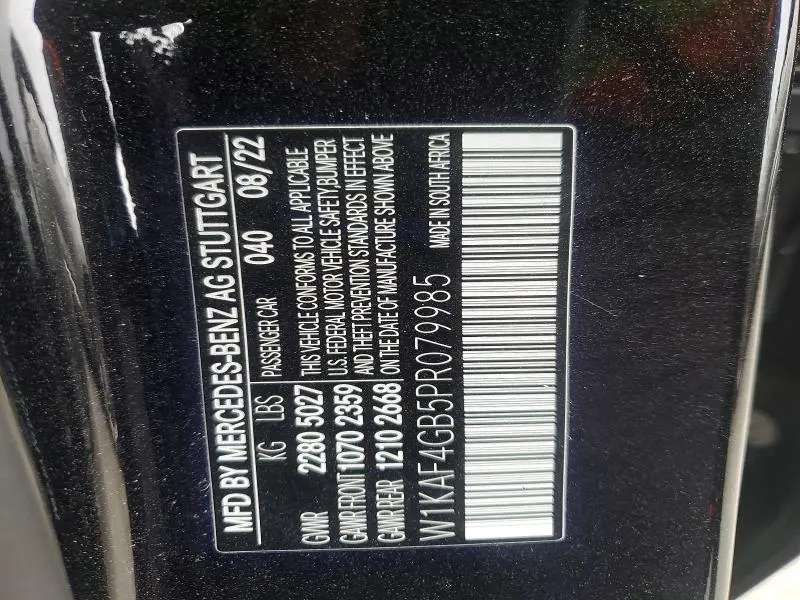 MFD BY MERCEDES-BENZ AG STUTTGART
KG LBS PASSENGER CAR 040 08/22
GVWR 2280 5027
GAWR FRONT 1070 2359
GAWR REAR 1210 2668
THIS VEHICLE CONFORMS TO ALL APPLICABLE
U.S. FEDERAL MOTOR VEHICLE SAFETY,BUMPER
AND THEFT PREVENTION STANDARDS IN EFFECT
ON THE DATE OF MANUFACTURE SHOWN ABOVE
W1KAF4GB5PR079985 MADE IN SOUTH AFRICA